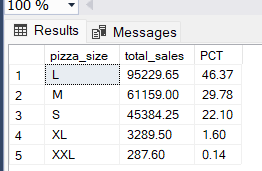 100 %
Results Messages
pizza_size total_sales PCT
1 L 95229.65 46.37
2 M 61159.00 29.78
3 S 45384.25 22.10
4 XL 3289.50 1.60
5 XXL 287.60 0.14